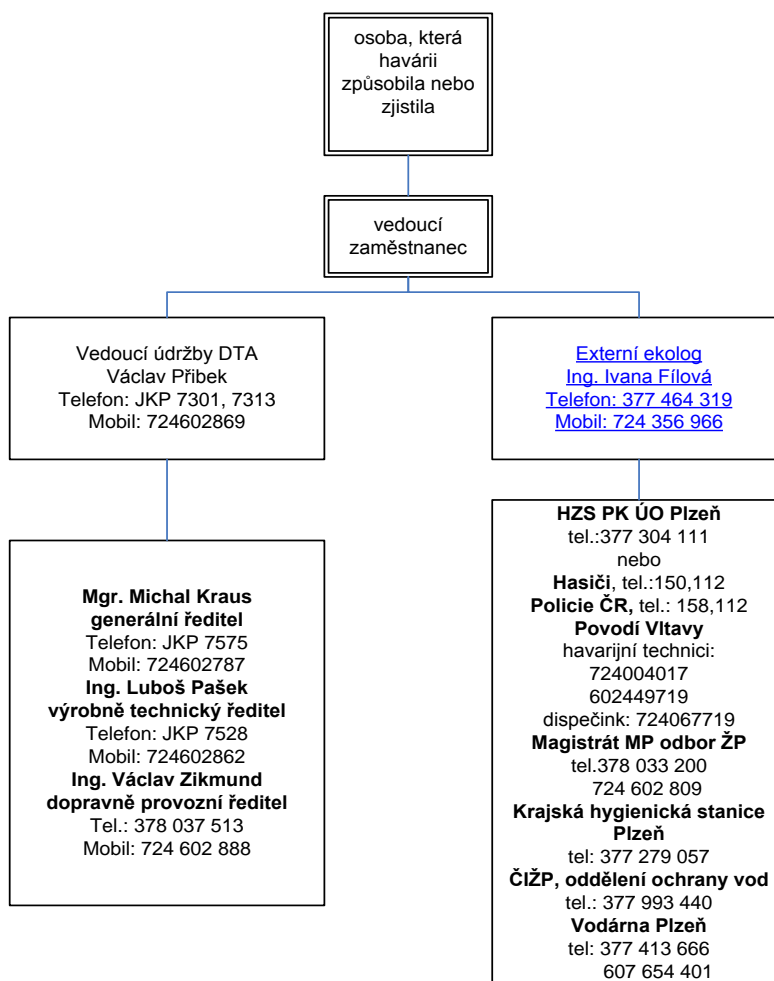 osoba, která
havárii
způsobila nebo
zjistila
vedoucí
zaměstnanec
Vedoucí údržby DTA
Václav Přibek
Telefon: JKP 7301, 7313
Mobil: 724602869
Externí ekolog
Ing. Ivana Fílová
Telefon: 377 464 319
Mobil: 724 356 966
Mgr. Michal Kraus
generální ředitel
Telefon: JKP 7575
Mobil: 724602787
Ing. Luboš Pašek
výrobně technický ředitel
Telefon: JKP 7528
Mobil: 724602862
Ing. Václav Zikmund
dopravně provozní ředitel
Tel.: 378 037 513
Mobil: 724 602 888
HZS PK ÚO Plzeň
tel.:377 304 111
nebo
Hasiči, tel.:150,112
Policie ČR, tel.: 158,112
Povodí Vltavy
havarijní technici:
724004017
602449719
dispečink: 724067719
Magistrát MP odbor ŽP
tel.378 033 200
724 602 809
Krajská hygienická stanice
Plzeň
tel: 377 279 057
ČIŽP, oddělení ochrany vod
tel.: 377 993 440
Vodárna Plzeň
tel: 377 413 666
607 654 401